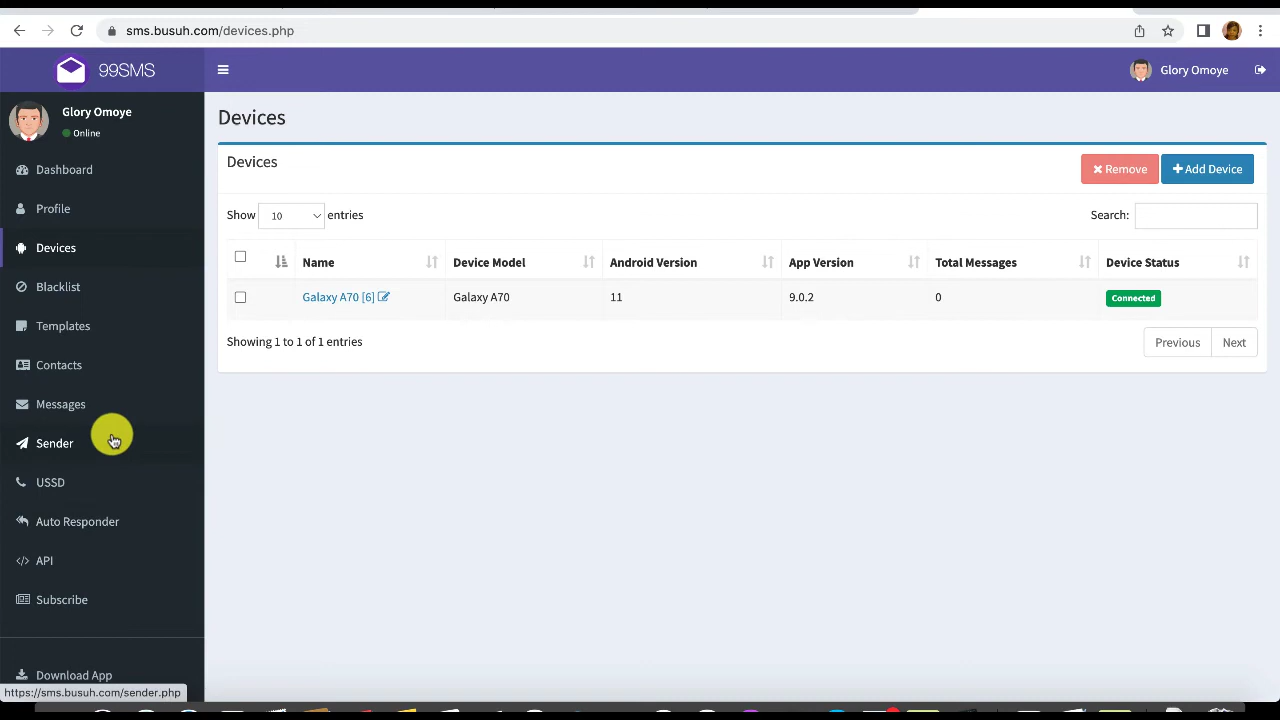 sms.busuh.com/devices.php
99SMS
Glory Omoye
Glory Omoye
Online
Dashboard
Profile
Devices
Blacklist
Templates
Contacts
Messages
Sender
USSD
Auto Responder
API
Subscribe
Download App
https://sms.busuh.com/sender.php
Devices
Devices
Remove
Add Device
Show 10 entries
Search:
Name Device Model Android Version App Version Total Messages Device Status
Galaxy A70 [6] Galaxy A70 11 9.0.2 0 Connected
Showing 1 to 1 of 1 entries
Previous Next